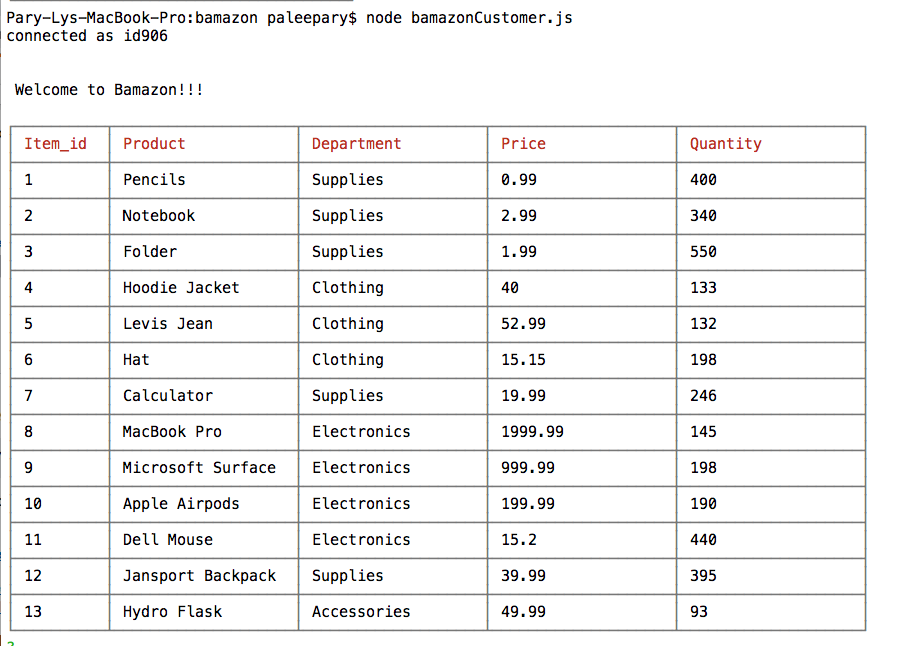 Pary-Lys-MacBook-Pro:bamazon paleepary$ node bamazonCustomer.js
connected as id906
Welcome to Bamazon!!!
Item_id Product Department Price Quantity
1 Pencils Supplies 0.99 400
2 Notebook Supplies 2.99 340
3 Folder Supplies 1.99 550
4 Hoodie Jacket Clothing 40 133
5 Levis Jean Clothing 52.99 132
6 Hat Clothing 15.15 198
7 Calculator Supplies 19.99 246
8 MacBook Pro Electronics 1999.99 145
9 Microsoft Surface Electronics 999.99 198
10 Apple Airpods Electronics 199.99 190
11 Dell Mouse Electronics 15.2 440
12 Jansport Backpack Supplies 39.99 395
13 Hydro Flask Accessories 49.99 93